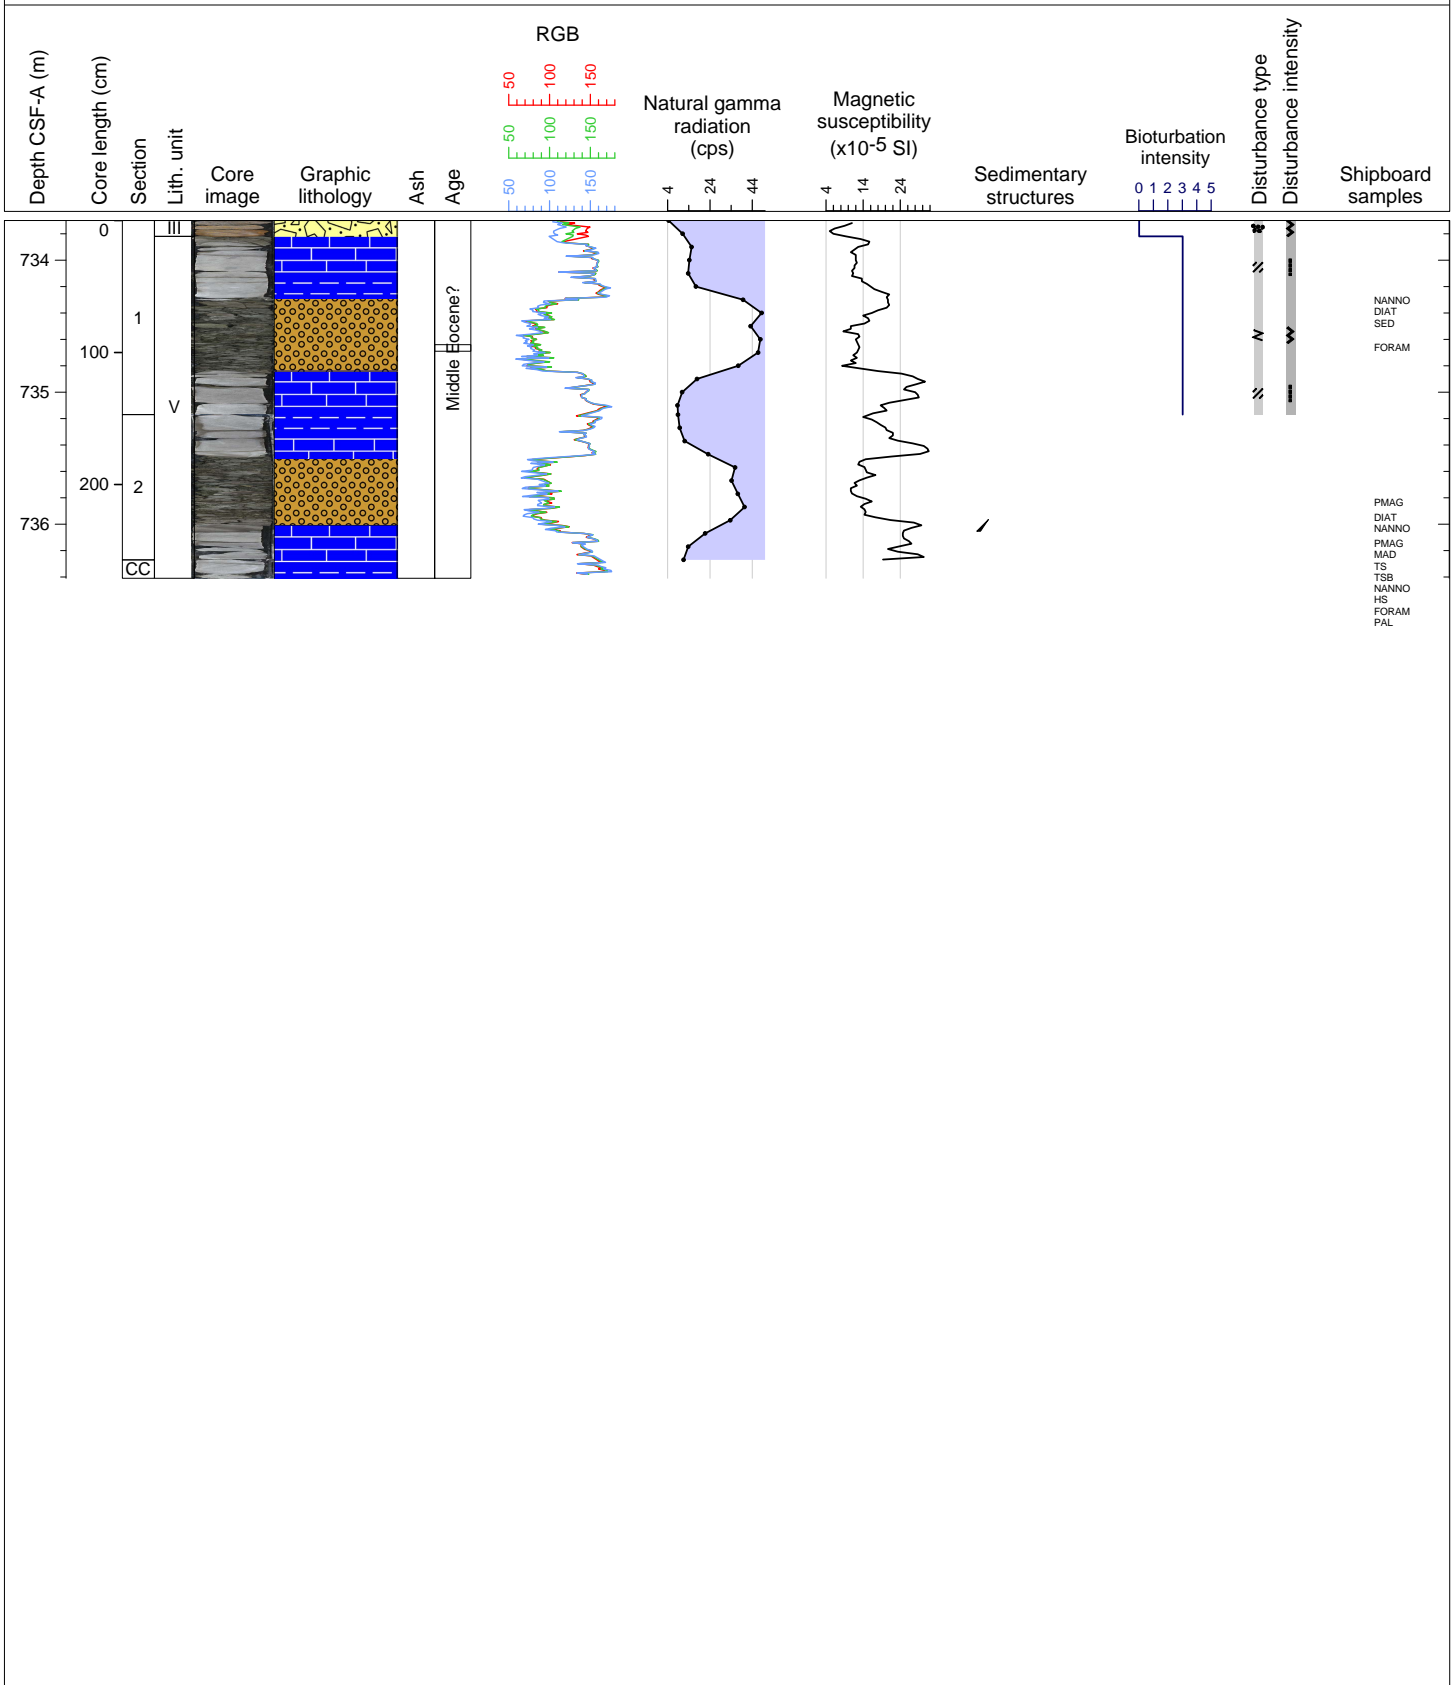 RGB
50 100 150
50 100 150
50 100 150
Depth CSF-A (m)
Core length (cm)
Section
Lith. unit
Core
image
Graphic
lithology
Ash
Age
Natural gamma
radiation
(cps)
4 24 44
Magnetic
susceptibility
(x10-5 SI)
4 14 24
Sedimentary
structures
Bioturbation
intensity
0 1 2 3 4 5
Disturbance type
Disturbance intensity
Shipboard
samples
0
III
734
1
100
735
V
200
2
736
CC
Middle Eocene?
NANNO
DIAT
SED
FORAM
PMAG
DIAT
NANNO
PMAG
MAD
TS
TSB
NANNO
HS
FORAM
PAL